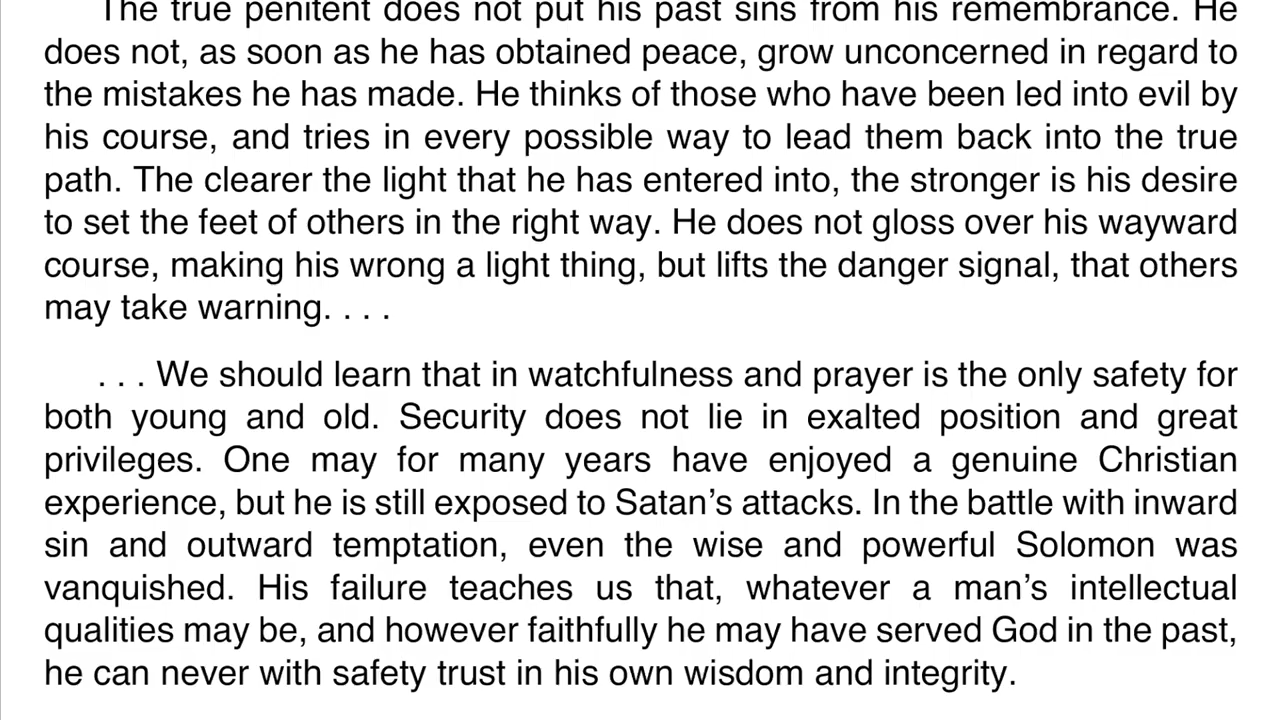 The true penitent does not put his past sins from his remembrance. He
does not, as soon as he has obtained peace, grow unconcerned in regard to
the mistakes he has made. He thinks of those who have been led into evil by
his course, and tries in every possible way to lead them back into the true
path. The clearer the light that he has entered into, the stronger is his desire
to set the feet of others in the right way. He does not gloss over his wayward
course, making his wrong a light thing, but lifts the danger signal, that others
may take warning. . . .
. . . We should learn that in watchfulness and prayer is the only safety for
both young and old. Security does not lie in exalted position and great
privileges. One may for many years have enjoyed a genuine Christian
experience, but he is still exposed to Satan’s attacks. In the battle with inward
sin and outward temptation, even the wise and powerful Solomon was
vanquished. His failure teaches us that, whatever a man’s intellectual
qualities may be, and however faithfully he may have served God in the past,
he can never with safety trust in his own wisdom and integrity.